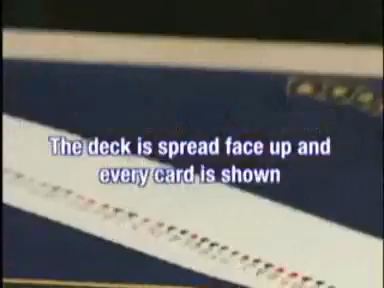 The deck is spread face up and
every card is shown